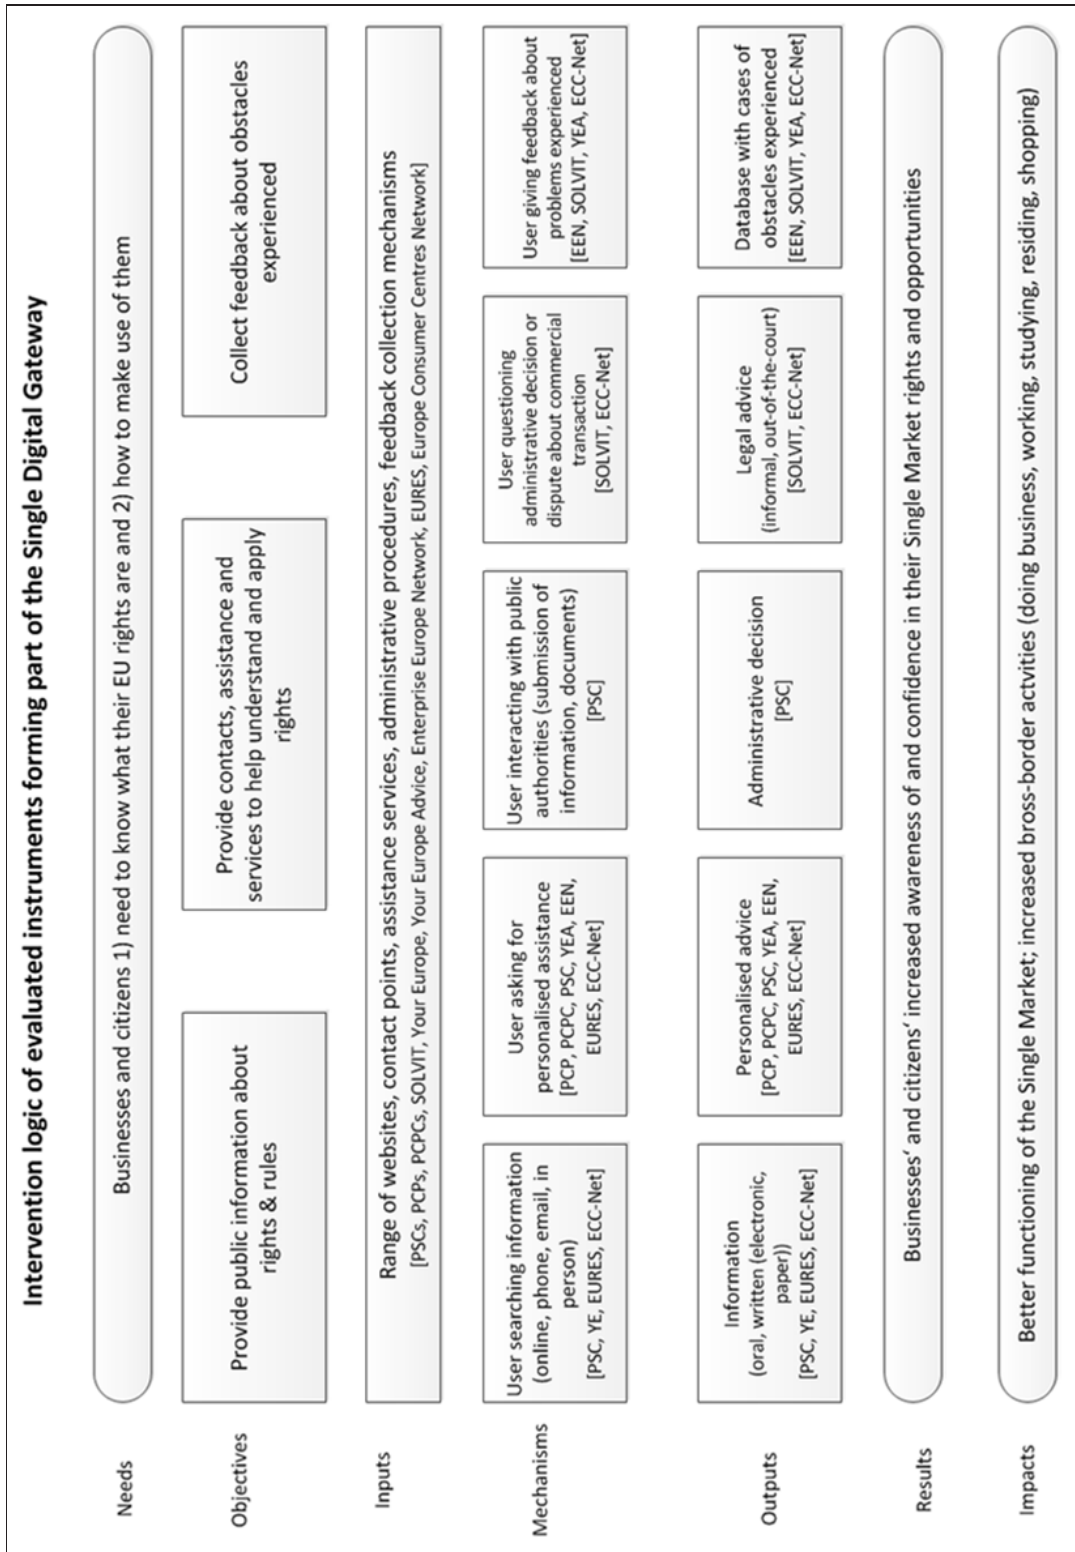 Intervention logic of evaluated instruments forming part of the Single Digital Gateway
Needs
Businesses and citizens 1) need to know what their EU rights are and 2) how to make use of them
Objectives
Provide public information about
rights & rules
Provide contacts, assistance and
services to help understand and apply
rights
Collect feedback about obstacles
experienced
Inputs
Range of websites, contact points, assistance services, administrative procedures, feedback collection mechanisms
[PSCs, PCPs, PCPCs, SOLVIT, Your Europe, Your Europe Advice, Enterprise Europe Network, EURES, Europe Consumer Centres Network]
Mechanisms
User searching information
(online, phone, email, in
person)
[PSC, YE, EURES, ECC-Net]
User asking for
personalised assistance
[PCP, PCPC, PSC, YEA, EEN,
EURES, ECC-Net]
User interacting with public
authorities (submission of
information, documents)
[PSC]
User questioning
administrative decision or
dispute about commercial
transaction
[SOLVIT, ECC-Net]
User giving feedback about
problems experienced
[EEN, SOLVIT, YEA, ECC-Net]
Outputs
Information
(oral, written (electronic,
paper))
[PSC, YE, EURES, ECC-Net]
Personalised advice
[PCP, PCPC, PSC, YEA, EEN,
EURES, ECC-Net]
Administrative decision
[PSC]
Legal advice
(informal, out-of-the-court)
[SOLVIT, ECC-Net]
Database with cases of
obstacles experienced
[EEN, SOLVIT, YEA, ECC-Net]
Results
Businesses‘ and citizens‘ increased awareness of and confidence in their Single Market rights and opportunities
Impacts
Better functioning of the Single Market; increased bross-border actvities (doing business, working, studying, residing, shopping)